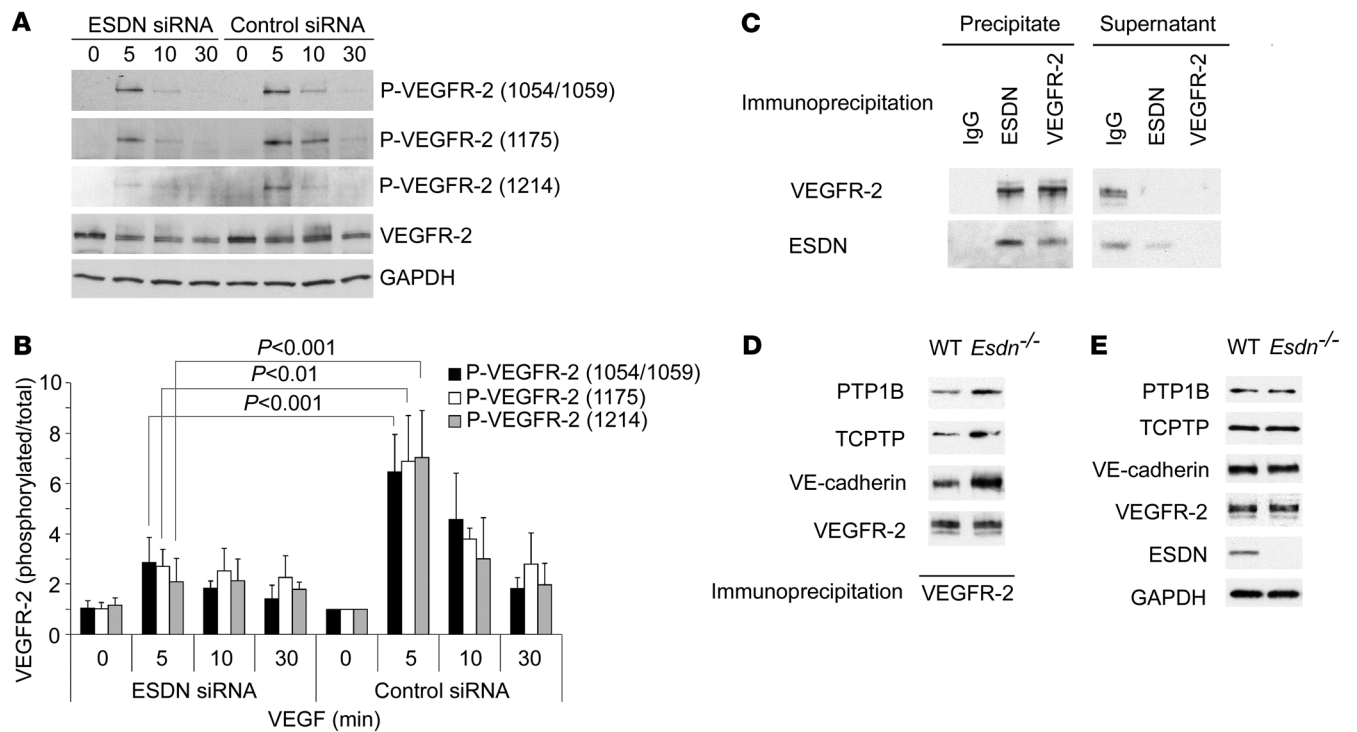 A
ESDN siRNA Control siRNA
0 5 10 30 0 5 10 30
P-VEGFR-2 (1054/1059)
P-VEGFR-2 (1175)
P-VEGFR-2 (1214)
VEGFR-2
GAPDH
B
P<0.001
P<0.01
P<0.001
P-VEGFR-2 (1054/1059)
P-VEGFR-2 (1175)
P-VEGFR-2 (1214)
VEGFR-2 (phosphorylated/total)
10
8
6
4
2
0
0 5 10 30 0 5 10 30
ESDN siRNA Control siRNA
VEGF (min)
C
Precipitate Supernatant
Immunoprecipitation
IgG ESDN VEGFR-2 IgG ESDN VEGFR-2
VEGFR-2
ESDN
D
WT Esdn-/-
PTP1B
TCPTP
VE-cadherin
VEGFR-2
Immunoprecipitation VEGFR-2
E
WT Esdn-/-
PTP1B
TCPTP
VE-cadherin
VEGFR-2
ESDN
GAPDH